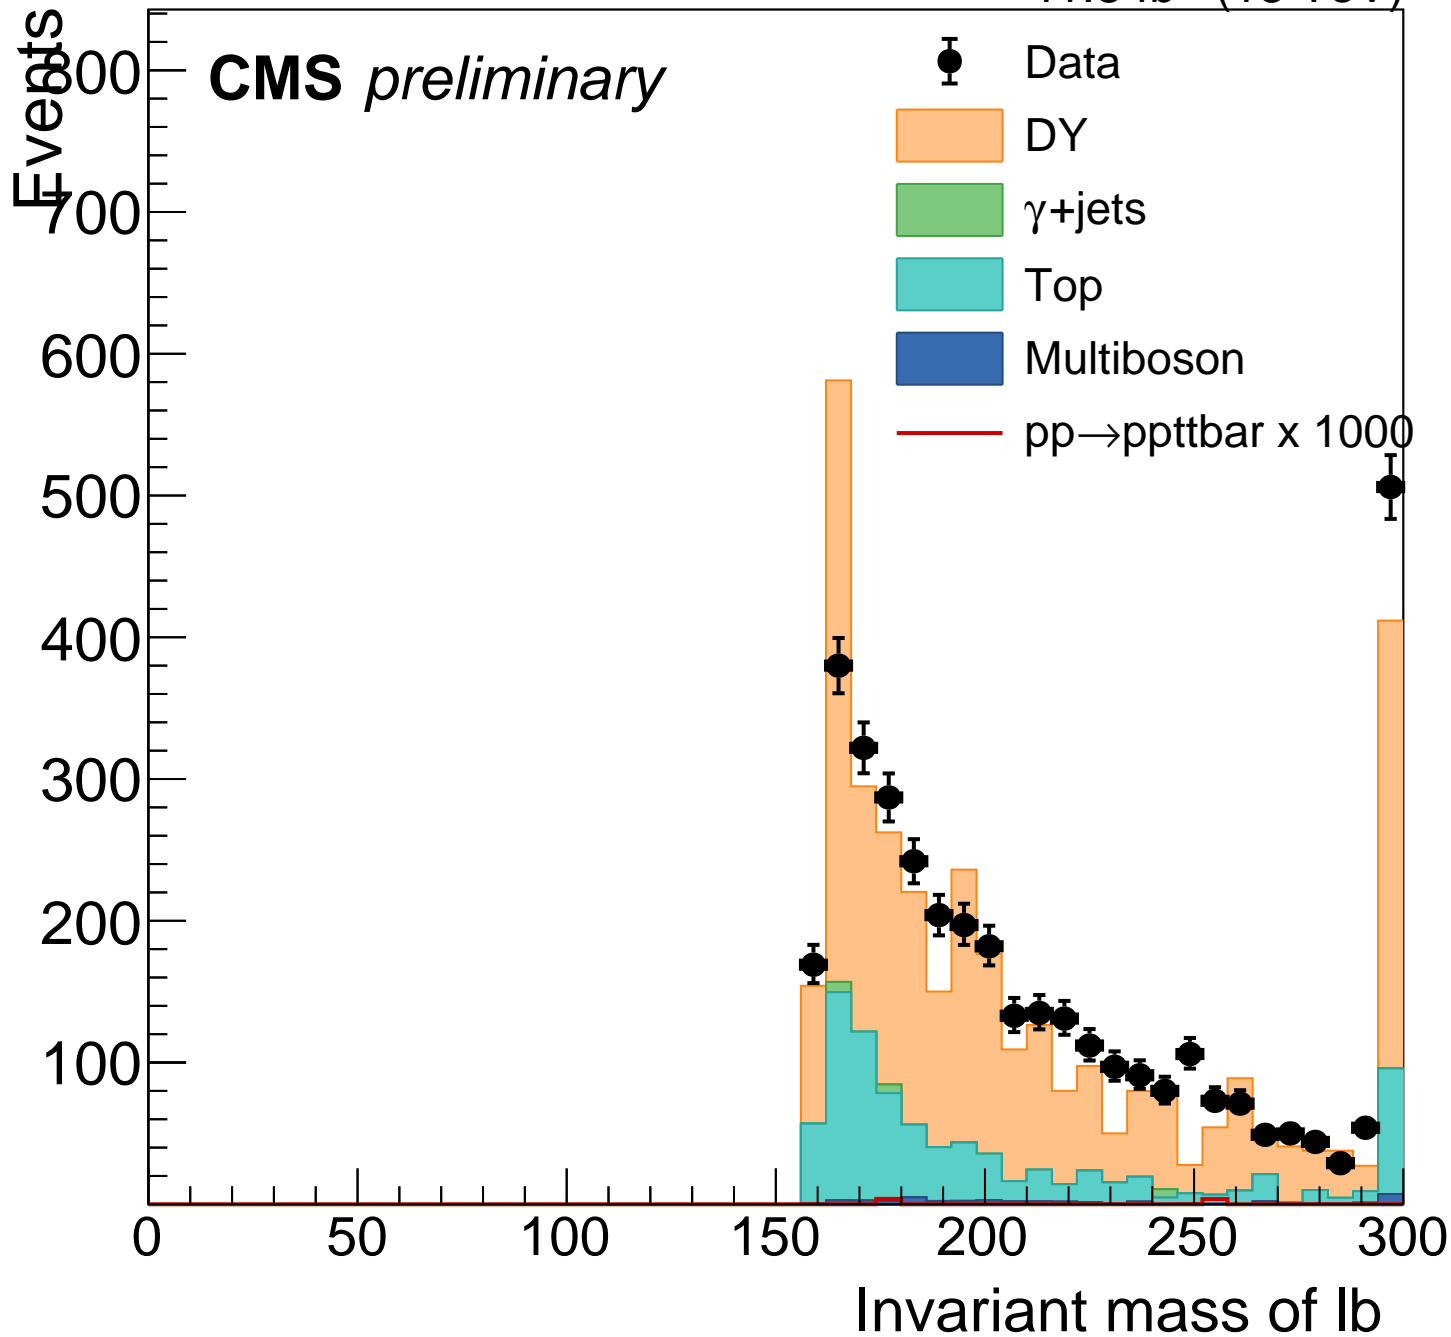 Events
CMS preliminary
Data
DY
γ+jets
Top
Multiboson
pp→ppttbar x 1000
800
700
600
500
400
300
200
100
0 50 100 150 200 250 300
Invariant mass of lb